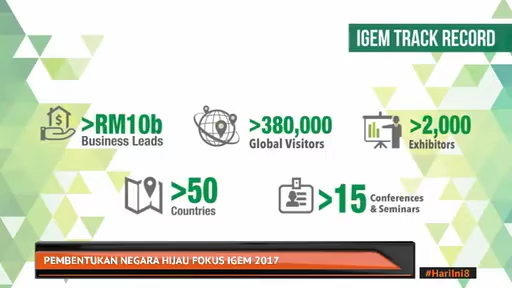 IGEM TRACK RECORD
>RM10b
Business Leads
>380,000
Global Visitors
>2,000
Exhibitors
>50
Countries
>15
Conferences
& Seminars
PEMBENTUKAN NEGARA HIJAU FOKUS IGEM 2017
#HariIni8